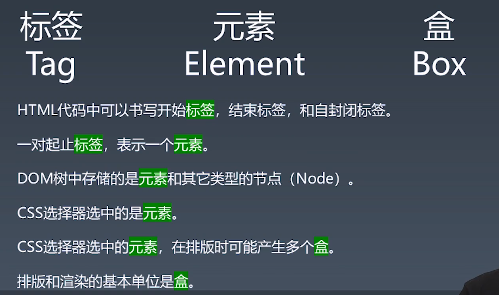 标签 元素 盒
Tag Element Box
HTML代码中可以书写开始标签，结束标签，和自封闭标签。
一对起止标签，表示一个元素。
DOM树中存储的是元素和其它类型的节点（Node）。
CSS选择器选中的是元素。
CSS选择器选中的元素，在排版时可能产生多个盒。
排版和渲染的基本单位是盒。